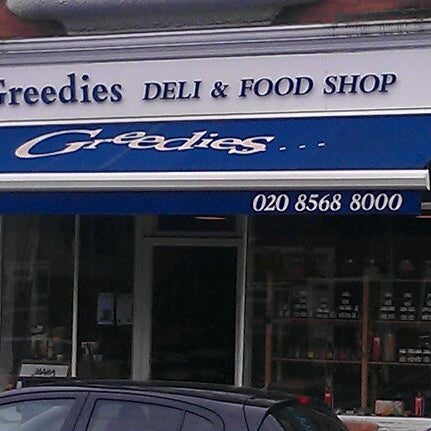 Greedies DELI & FOOD SHOP
Greedies...
020 8568 8000